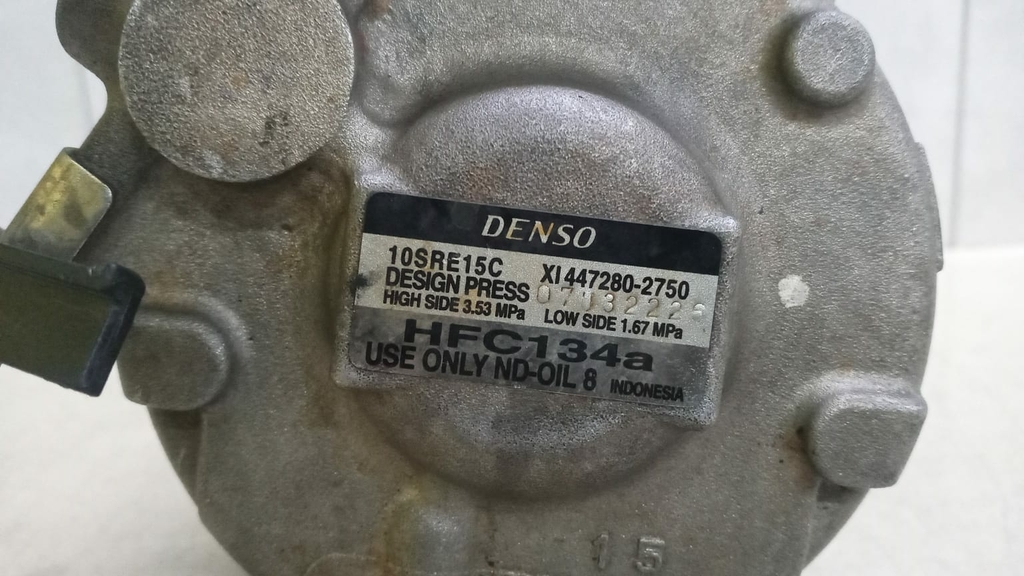 DENSO
10SRE15C XI447280-2750
DESIGN PRESS
HIGH SIDE 3.53 MPa LOW SIDE 1.67 MPa
HFC134a
USE ONLY ND-OIL 8 INDONESIA
15